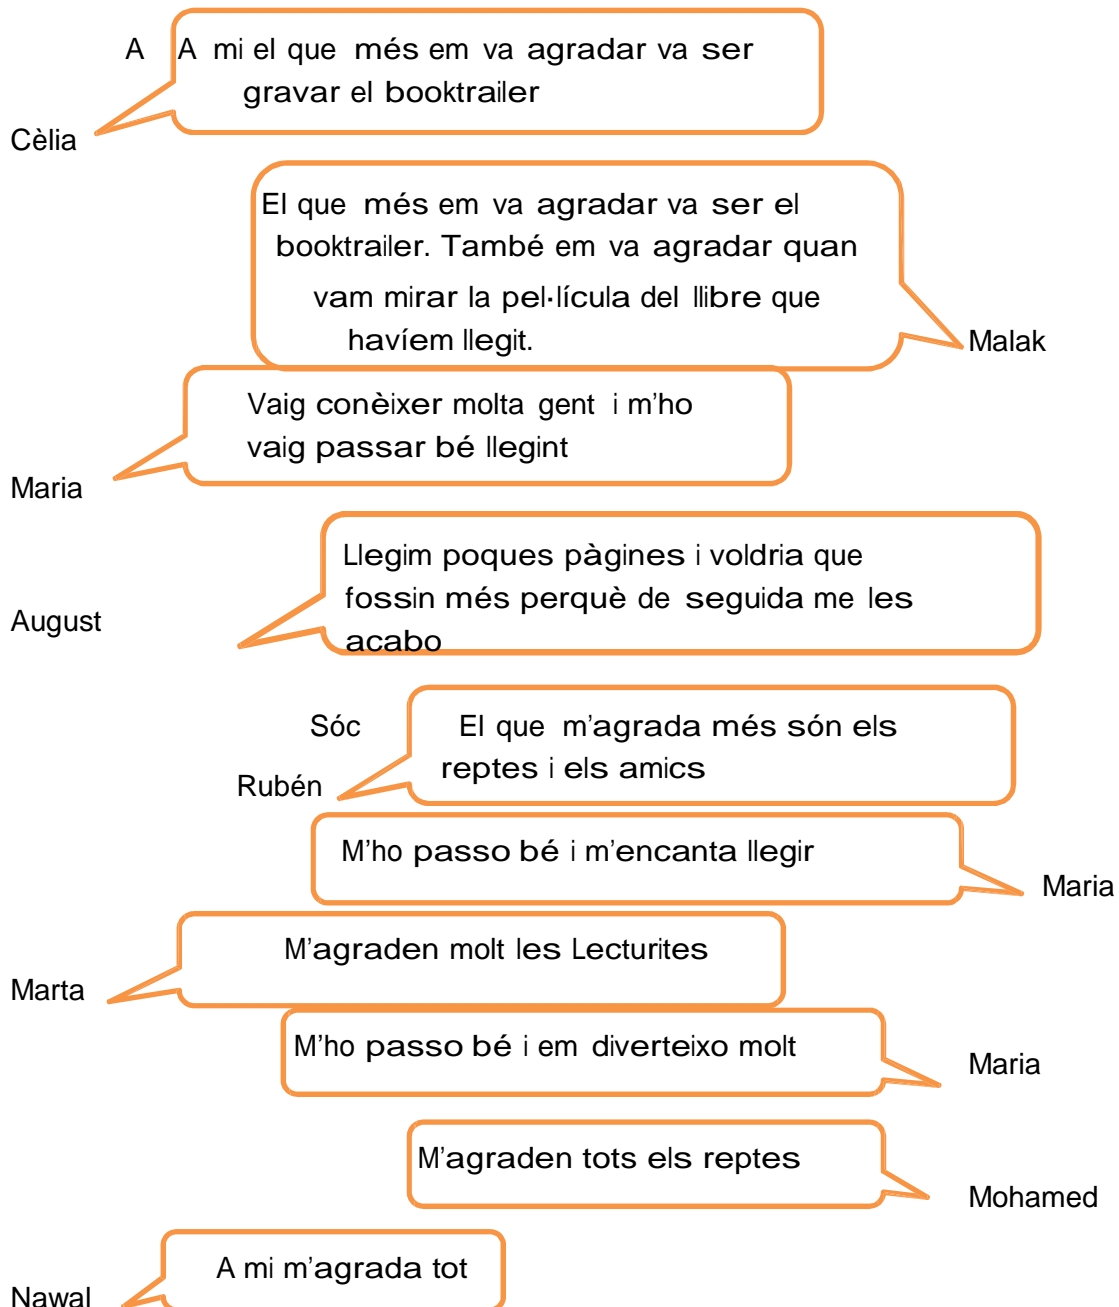 A A mi el que més em va agradar va ser
gravar el booktrailer
Cèlia
El que més em va agradar va ser el
booktrailer. També em va agradar quan
vam mirar la pel·lícula del llibre que
havíem llegit.
Malak
Vaig conèixer molta gent i m'ho
vaig passar bé llegint
Maria
Llegim poques pàgines i voldria que
fossin més perquè de seguida me les
acabo
August
Sóc El que m'agrada més són els
reptes i els amics
Rubén
M'ho passo bé i m'encanta llegir
Maria
M'agraden molt les Lecturites
Marta
M'ho passo bé i em diverteixo molt
Maria
M'agraden tots els reptes
Mohamed
A mi m'agrada tot
Nawal